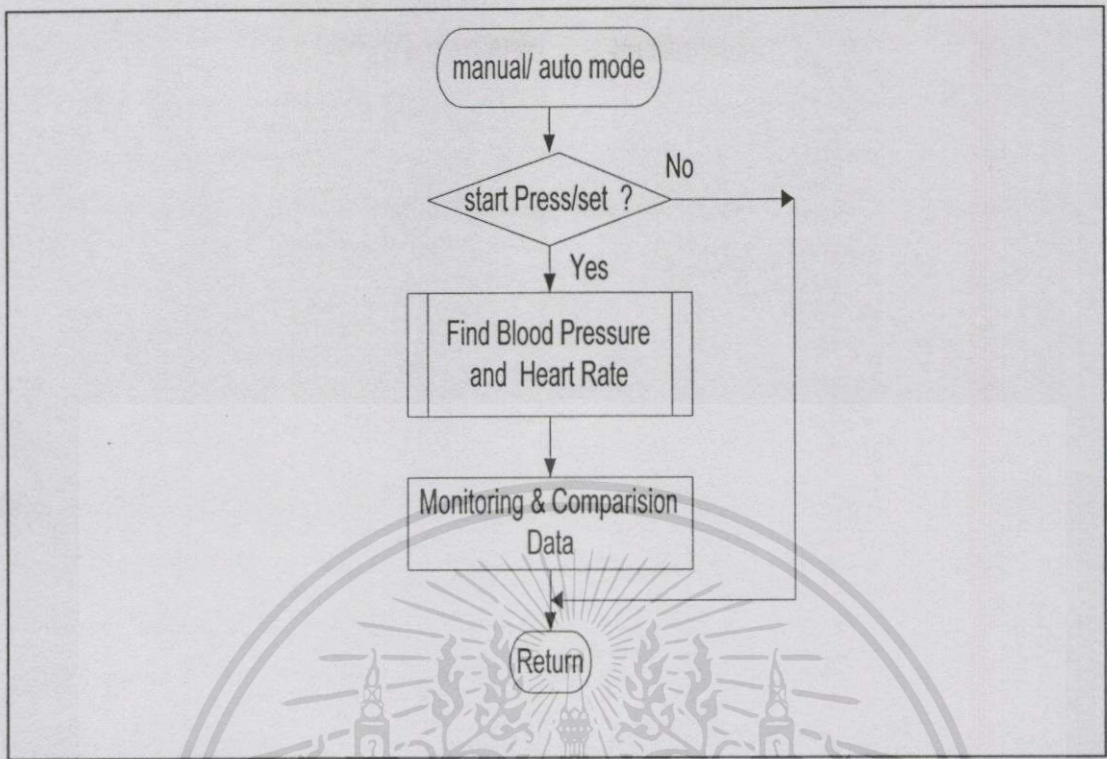 manual/ auto mode
start Press/set ?
No
Yes
Find Blood Pressure
and Heart Rate
Monitoring & Comparision
Data
Return